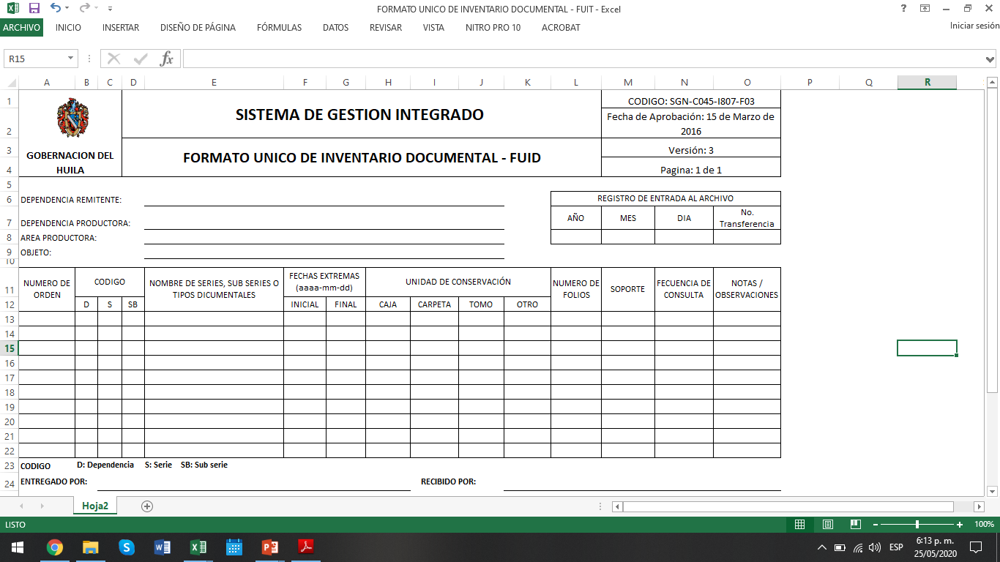 FORMATO UNICO DE INVENTARIO DOCUMENTAL - FUIT - Excel
?
ARCHIVO INICIO INSERTAR DISEÑO DE PÁGINA FÓRMULAS DATOS REVISAR VISTA NITRO PRO 10 ACROBAT Iniciar sesión
R15 fx
A B C D E F G H I J K L M N O P Q R
1 CODIGO: SGN-C045-I807-F03
SISTEMA DE GESTION INTEGRADO
2 Fecha de Aprobación: 15 de Marzo de
2016
3 GOBERNACION DEL FORMATO UNICO DE INVENTARIO DOCUMENTAL - FUID Versión: 3
4 HUILA Pagina: 1 de 1
5
6 DEPENDENCIA REMITENTE: REGISTRO DE ENTRADA AL ARCHIVO
7 DEPENDENCIA PRODUCTORA: AÑO MES DIA No.
Transferencia
8 AREA PRODUCTORA:
9 OBJETO:
10
11 NUMERO DE CODIGO NOMBRE DE SERIES, SUB SERIES O FECHAS EXTREMAS UNIDAD DE CONSERVACIÓN NUMERO DE SOPORTE FECUENCIA DE NOTAS /
ORDEN TIPOS DICUMENTALES (aaaa-mm-dd) FOLIOS CONSULTA OBSERVACIONES
12 D S SB INICIAL FINAL CAJA CARPETA TOMO OTRO
13
14
15
16
17
18
19
20
21
22
23 CODIGO D: Dependencia S: Serie SB: Sub serie
24 ENTREGADO POR: RECIBIDO POR:
Hoja2
LISTO 100%
ESP 6:13 p. m.
25/05/2020